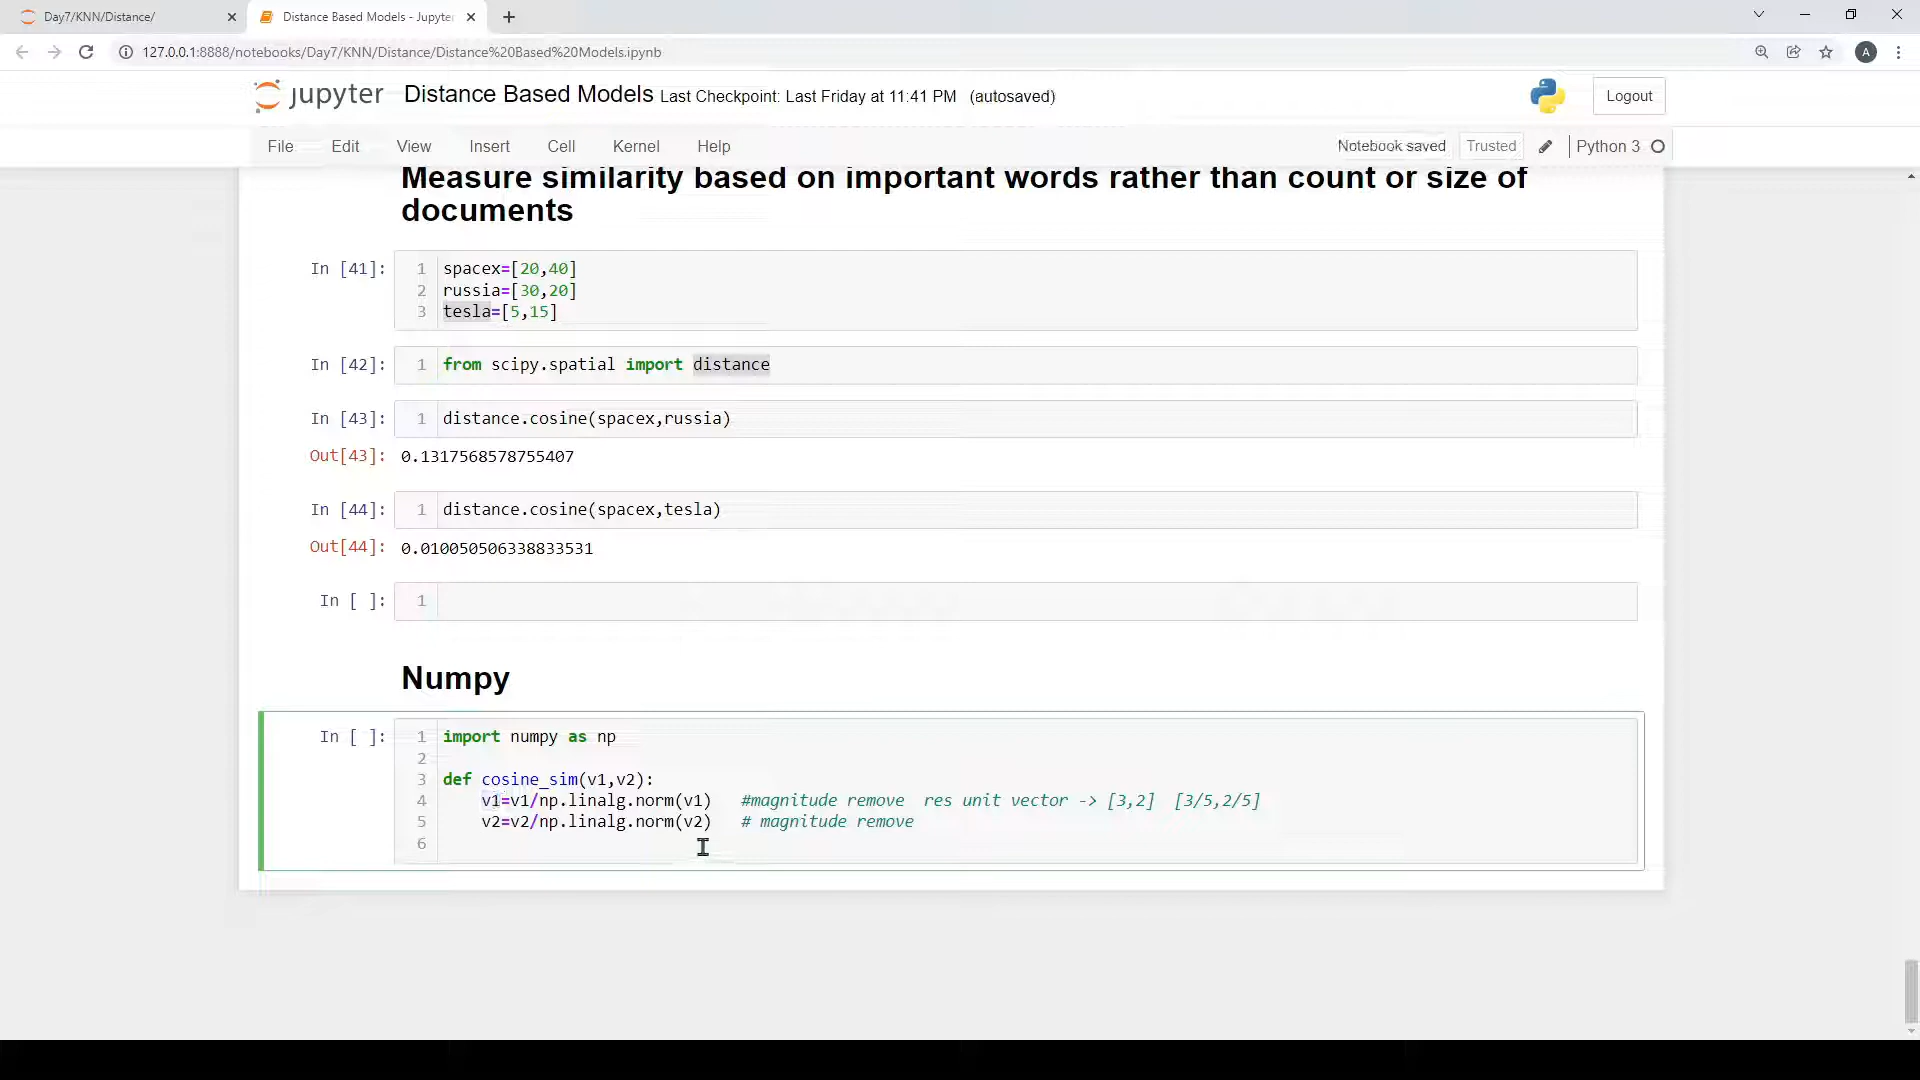 Day7/KNN/Distance/
Distance Based Models - Jupyter
127.0.0.1:8888/notebooks/Day7/KNN/Distance/Distance%20Based%20Models.ipynb
A
jupyter Distance Based Models Last Checkpoint: Last Friday at 11:41 PM (autosaved)
Logout
File Edit View Insert Cell Kernel Help
Notebook saved Trusted Python 3
Measure similarity based on important words rather than count or size of
documents
In [41]: 1 spacex=[20,40]
2 russia=[30,20]
3 tesla=[5,15]
In [42]: 1 from scipy.spatial import distance
In [43]: 1 distance.cosine(spacex,russia)
Out[43]: 0.1317568578755407
In [44]: 1 distance.cosine(spacex,tesla)
Out[44]: 0.010050506338833531
In [ ]: 1
Numpy
In [ ]: 1 import numpy as np
2
3 def cosine_sim(v1,v2):
4 v1=v1/np.linalg.norm(v1) #magnitude remove res unit vector -> [3,2] [3/5,2/5]
5 v2=v2/np.linalg.norm(v2) # magnitude remove
6